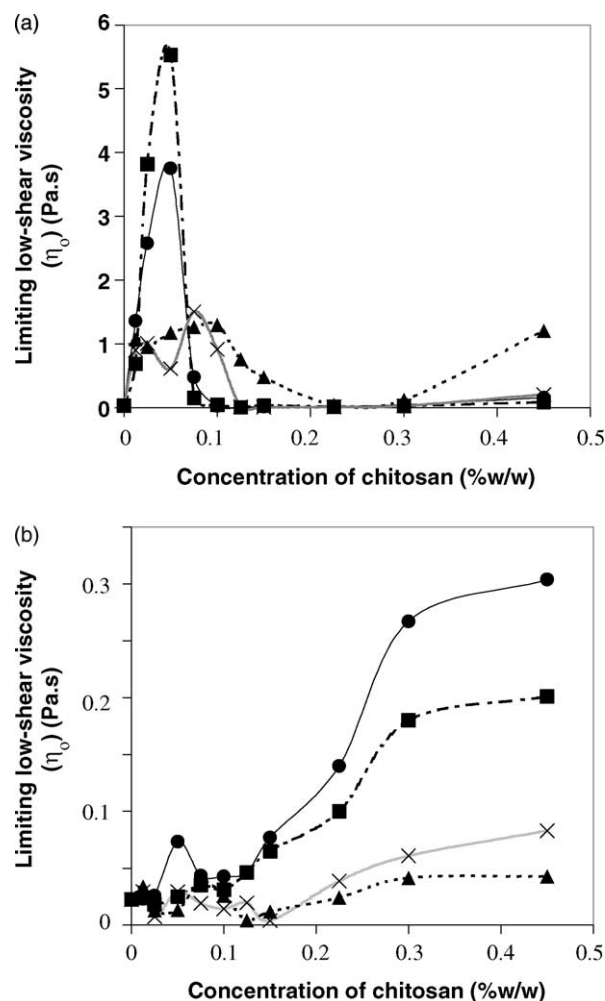 (a)
6
5
4
3
2
1
0
Limiting low-shear viscosity
(ηo) (Pa.s)
0 0.1 0.2 0.3 0.4 0.5
Concentration of chitosan (%w/w)
(b)
0.3
0.2
0.1
0
Limiting low-shear viscosity
(ηo) (Pa.s)
0 0.1 0.2 0.3 0.4 0.5
Concentration of chitosan (%w/w)